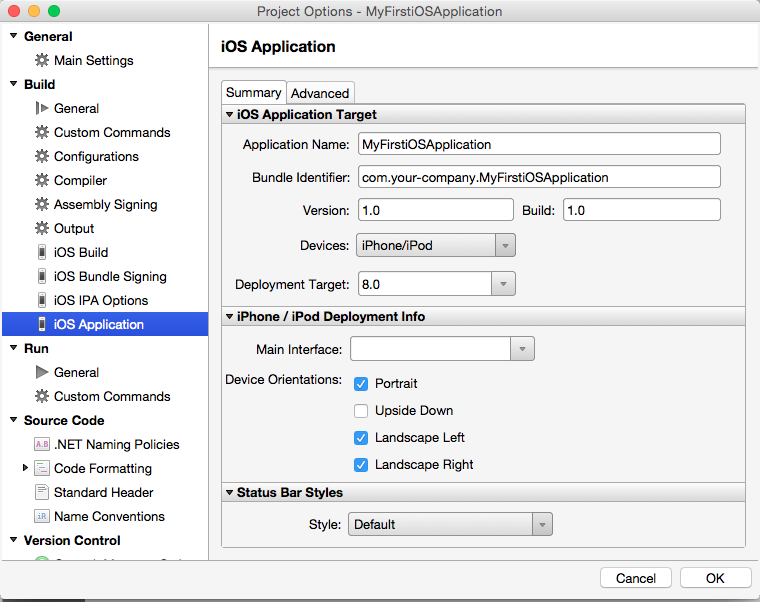 Project Options - MyFirstiOSApplication
General
Main Settings
Build
General
Custom Commands
Configurations
Compiler
Assembly Signing
Output
iOS Build
iOS Bundle Signing
iOS IPA Options
iOS Application
Run
General
Custom Commands
Source Code
A.B .NET Naming Policies
Code Formatting
Standard Header
iR Name Conventions
Version Control
iOS Application
Summary Advanced
iOS Application Target
Application Name: MyFirstiOSApplication
Bundle Identifier: com.your-company.MyFirstiOSApplication
Version: 1.0 Build: 1.0
Devices: iPhone/iPod
Deployment Target: 8.0
iPhone / iPod Deployment Info
Main Interface:
Device Orientations: Portrait
Upside Down
Landscape Left
Landscape Right
Status Bar Styles
Style: Default
Cancel OK